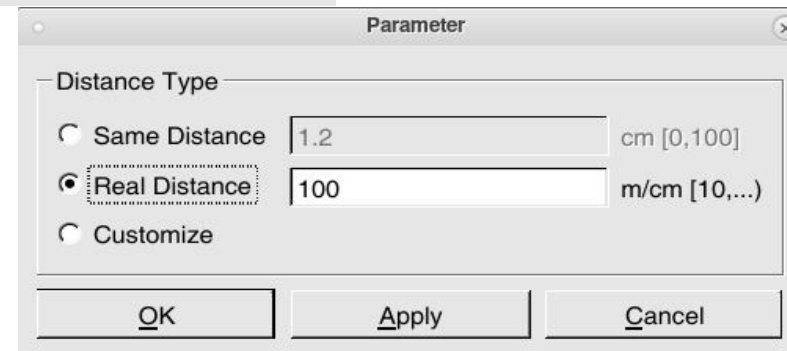 Parameter
Distance Type
Same Distance 1.2 cm [0,100]
Real Distance 100 m/cm [10,...)
Customize
OK Apply Cancel